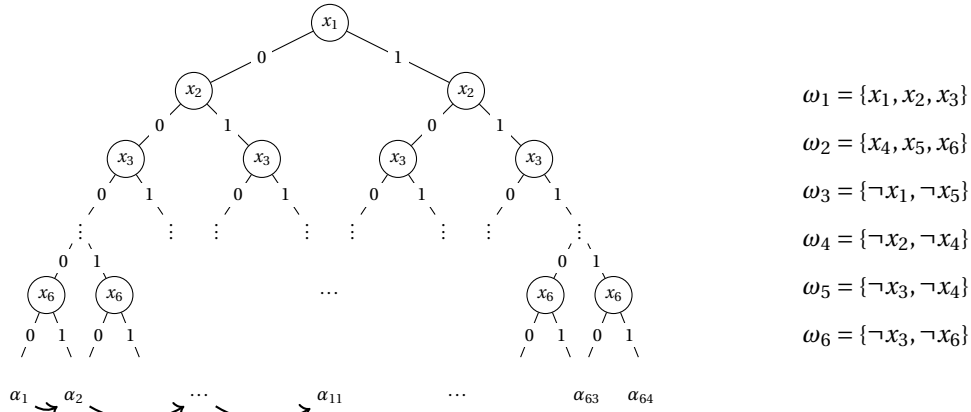 x₁
0 1
x₂ x₂
0 1 0 1
x₃ x₃ x₃ x₃
0 1 0 1 0 1 0 1
⋮ ⋮ ⋮ ⋮ ⋮ ⋮ ⋮ ⋮
0 1 0 1
x₆ x₆ ... x₆ x₆
0 1 0 1 0 1 0 1
α₁ α₂ ... α₁₁ ... α₆₃ α₆₄
ω₁ = {x₁, x₂, x₃}
ω₂ = {x₄, x₅, x₆}
ω₃ = {¬x₁, ¬x₅}
ω₄ = {¬x₂, ¬x₄}
ω₅ = {¬x₃, ¬x₄}
ω₆ = {¬x₃, ¬x₆}